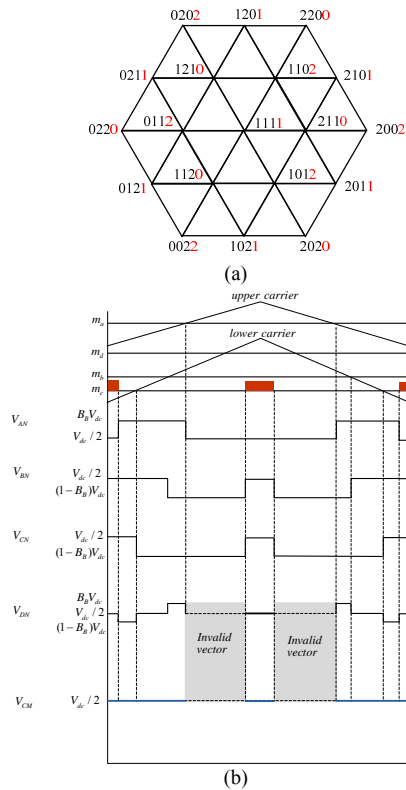 0202 1201 2200
0211 1210 1102 2101
0220 0112 1111 2110 2002
0121 1120 1012 2011
0022 1021 2020
(a)
upper carrier
m_a
lower carrier
m_d
m_b
m_c
V_AN B_B V_dc
V_dc / 2
V_BN V_dc / 2
(1−B_B)V_dc
V_CN V_dc / 2
(1−B_B)V_dc
V_DN B_B V_dc
V_dc / 2
(1−B_B)V_dc
Invalid vector
Invalid vector
V_CM V_dc / 2
(b)